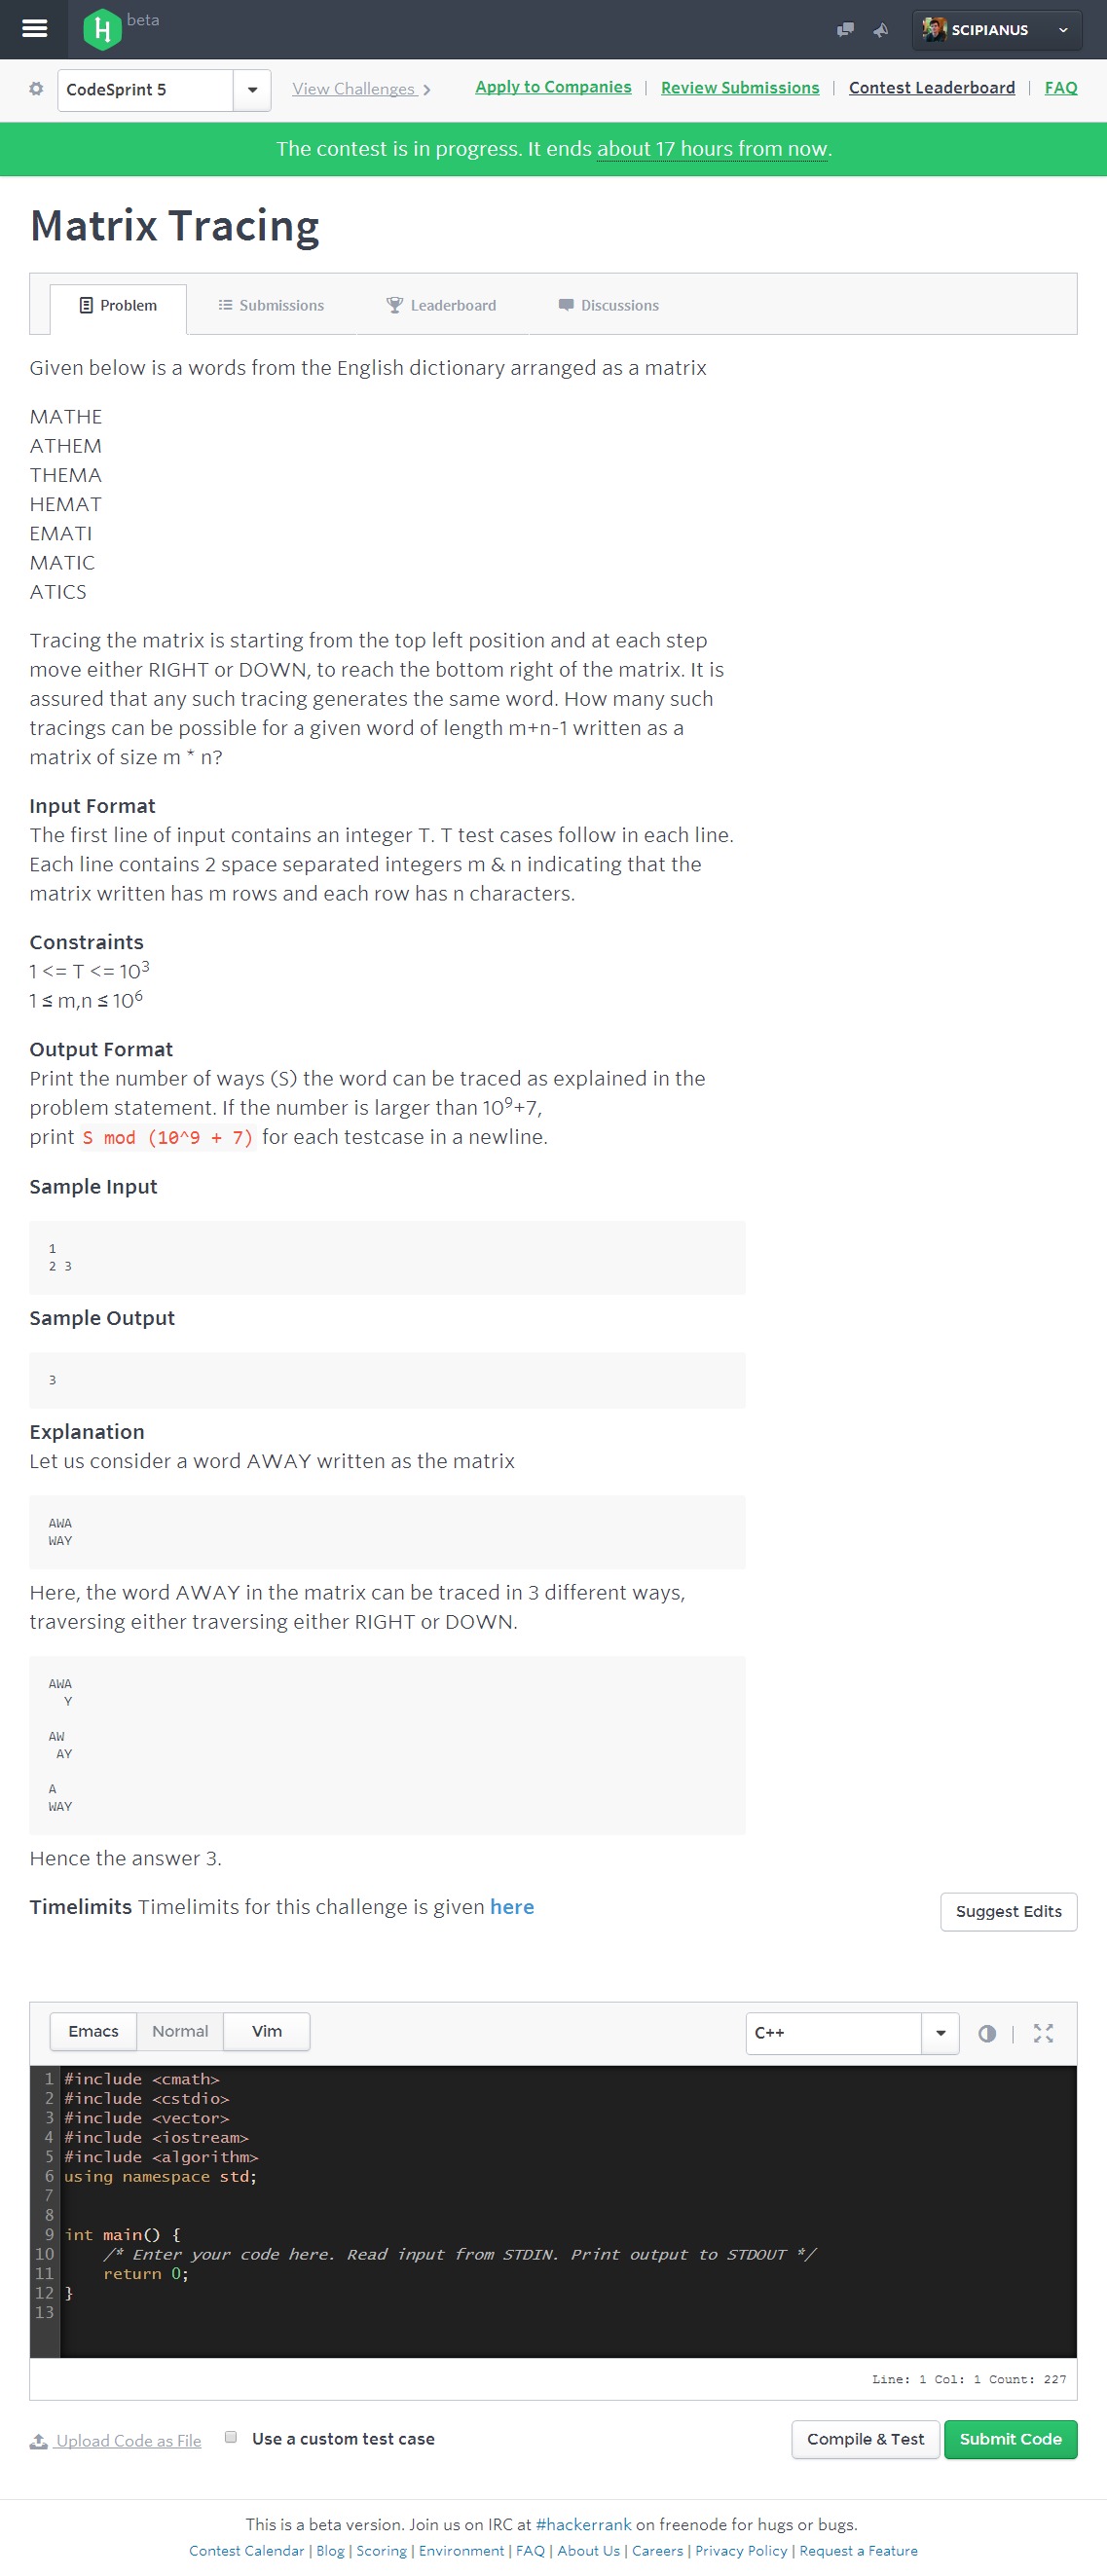 beta
SCIPIANUS
CodeSprint 5
View Challenges
Apply to Companies | Review Submissions | Contest Leaderboard | FAQ
The contest is in progress. It ends about 17 hours from now.
Matrix Tracing
Problem
Submissions
Leaderboard
Discussions
Given below is a words from the English dictionary arranged as a matrix
MATHE
ATHEM
THEMA
HEMAT
EMATI
MATIC
ATICS
Tracing the matrix is starting from the top left position and at each step
move either RIGHT or DOWN, to reach the bottom right of the matrix. It is
assured that any such tracing generates the same word. How many such
tracings can be possible for a given word of length m+n-1 written as a
matrix of size m * n?
Input Format
The first line of input contains an integer T. T test cases follow in each line.
Each line contains 2 space separated integers m & n indicating that the
matrix written has m rows and each row has n characters.
Constraints
1 <= T <= 10³
1 ≤ m,n ≤ 10⁶
Output Format
Print the number of ways (S) the word can be traced as explained in the
problem statement. If the number is larger than 10⁹+7,
print S mod (10^9 + 7) for each testcase in a newline.
Sample Input
1
2 3
Sample Output
3
Explanation
Let us consider a word AWAY written as the matrix
AWA
WAY
Here, the word AWAY in the matrix can be traced in 3 different ways,
traversing either traversing either RIGHT or DOWN.
AWA
Y
AW
AY
A
WAY
Hence the answer 3.
Timelimits Timelimits for this challenge is given here
Suggest Edits
Emacs
Normal
Vim
C++
1 #include <cmath>
2 #include <cstdio>
3 #include <vector>
4 #include <iostream>
5 #include <algorithm>
6 using namespace std;
7
8
9 int main() {
10 /* Enter your code here. Read input from STDIN. Print output to STDOUT */
11 return 0;
12 }
13
Line: 1 Col: 1 Count: 227
Upload Code as File
Use a custom test case
Compile & Test
Submit Code
This is a beta version. Join us on IRC at #hackerrank on freenode for hugs or bugs.
Contest Calendar | Blog | Scoring | Environment | FAQ | About Us | Careers | Privacy Policy | Request a Feature